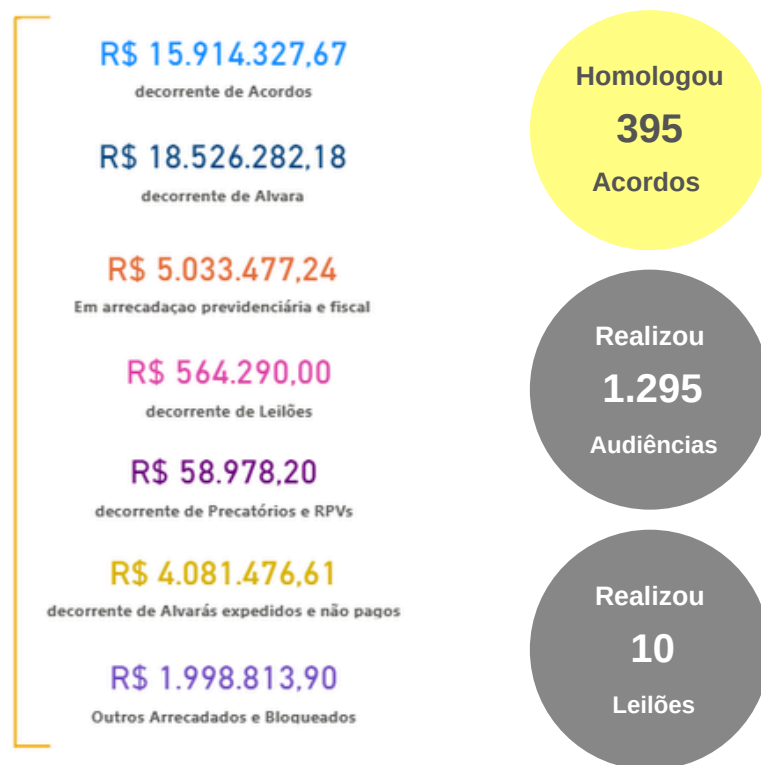 R$ 15.914.327,67
decorrente de Acordos
R$ 18.526.282,18
decorrente de Alvara
R$ 5.033.477,24
Em arrecadaçao previdenciária e fiscal
R$ 564.290,00
decorrente de Leilões
R$ 58.978,20
decorrente de Precatórios e RPVs
R$ 4.081.476,61
decorrente de Alvarás expedidos e não pagos
R$ 1.998.813,90
Outros Arrecadados e Bloqueados
Homologou
395
Acordos
Realizou
1.295
Audiências
Realizou
10
Leilões